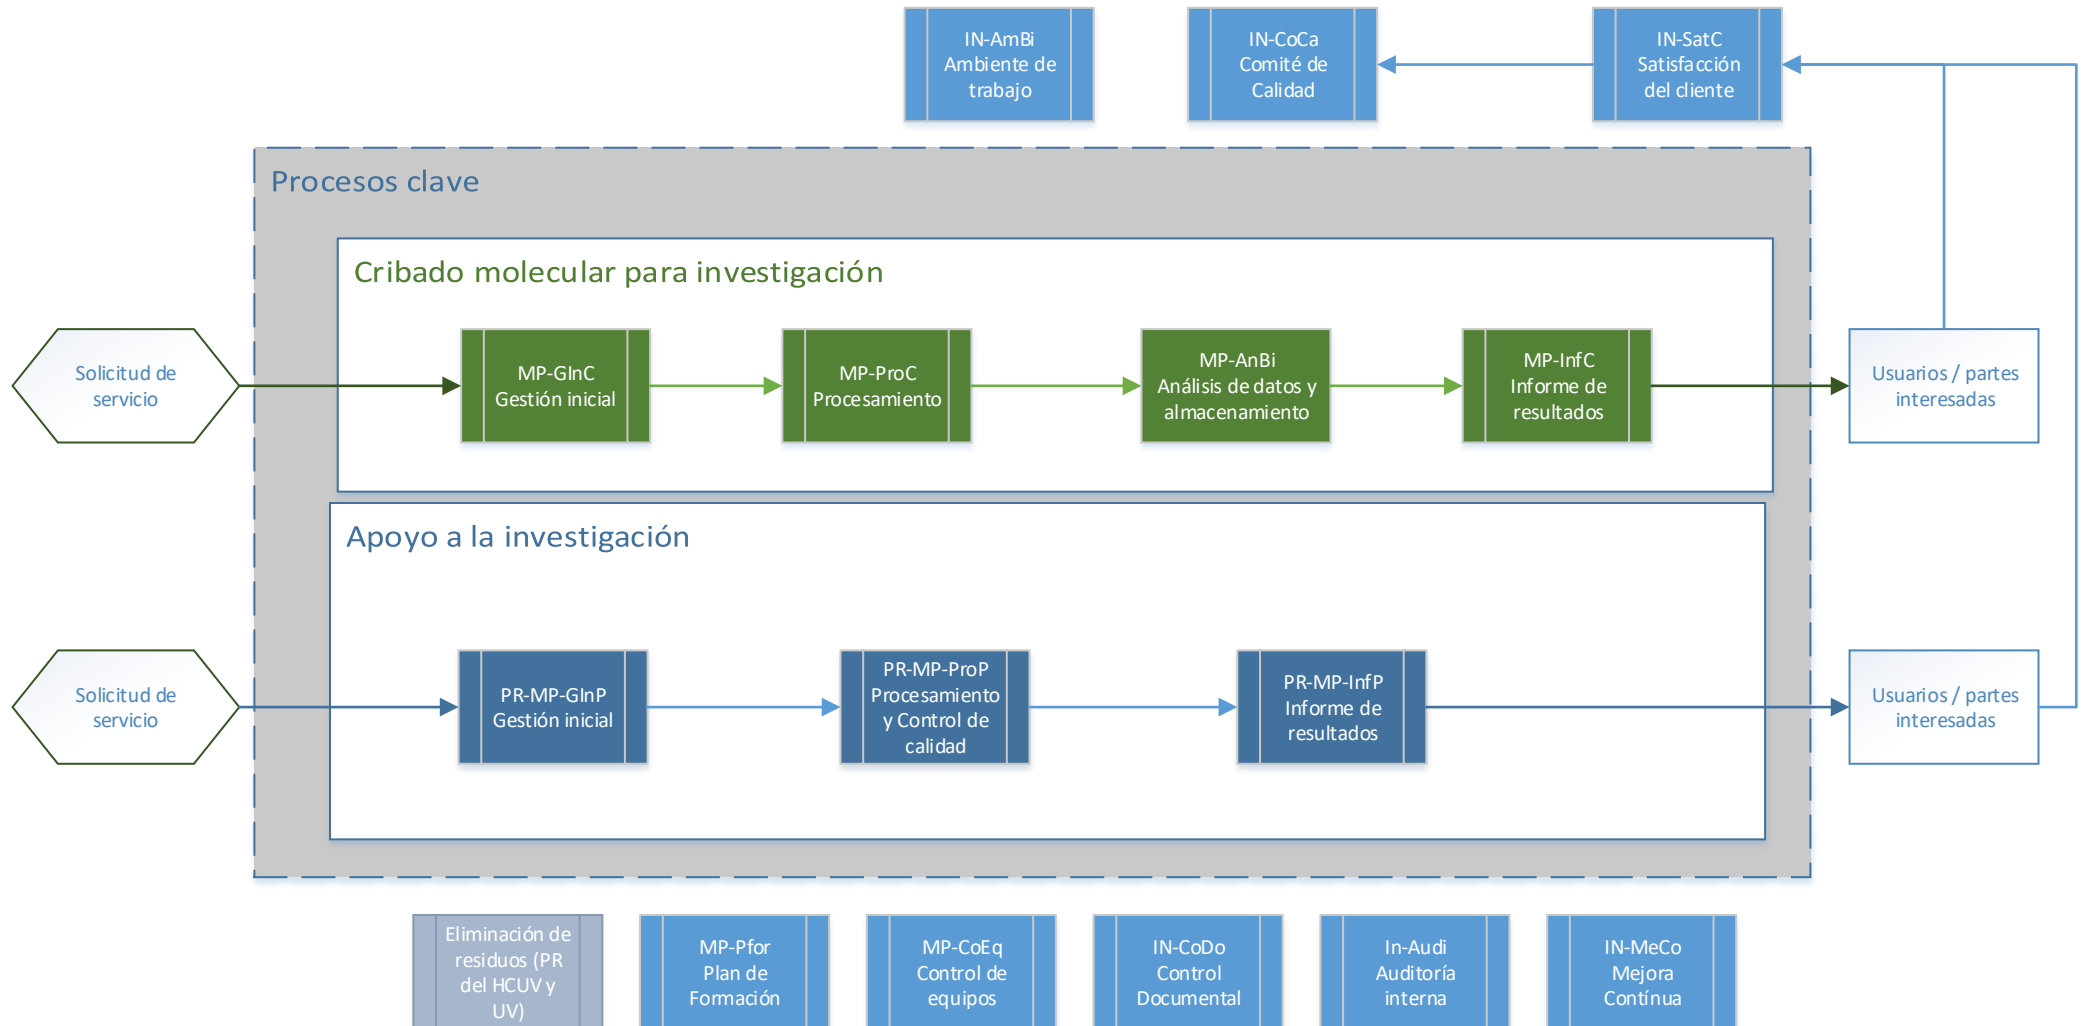 IN-AmBi
Ambiente de
trabajo
IN-CoCa
Comité de
Calidad
IN-SatC
Satisfacción
del cliente
Procesos clave
Cribado molecular para investigación
Solicitud de
servicio
MP-GInC
Gestión inicial
MP-ProC
Procesamiento
MP-AnBi
Análisis de datos y
almacenamiento
MP-InfC
Informe de
resultados
Usuarios / partes
interesadas
Apoyo a la investigación
Solicitud de
servicio
PR-MP-GInP
Gestión inicial
PR-MP-ProP
Procesamiento
y Control de
calidad
PR-MP-InfP
Informe de
resultados
Usuarios / partes
interesadas
Eliminación de
residuos (PR
del HCUV y
UV)
MP-Pfor
Plan de
Formación
MP-CoEq
Control de
equipos
IN-CoDo
Control
Documental
In-Audi
Auditoría
interna
IN-MeCo
Mejora
Contínua